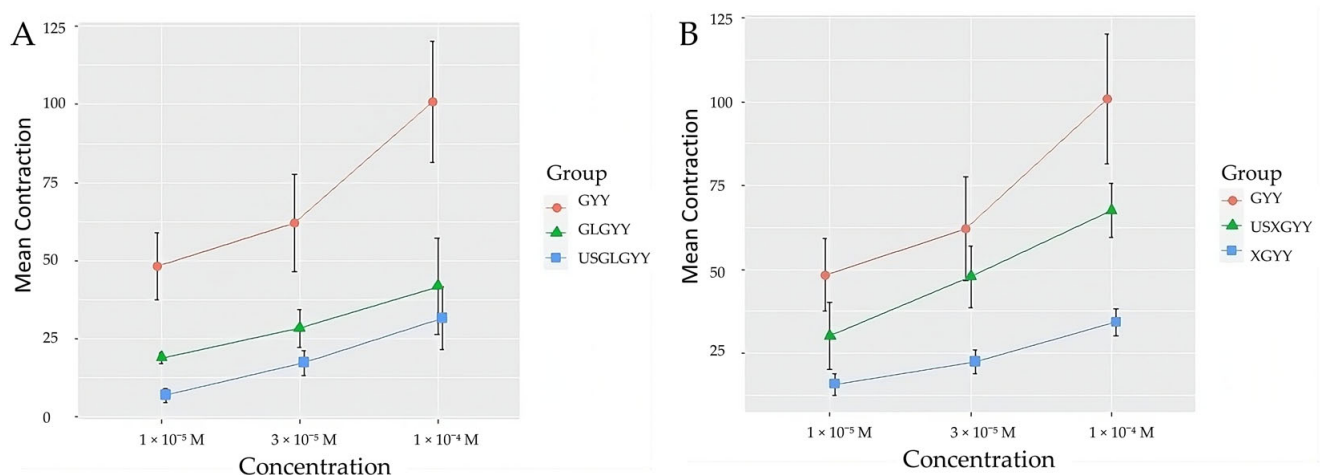 A
Mean Contraction
125
100
75
50
25
0
1 × 10⁻⁵ M
3 × 10⁻⁵ M
1 × 10⁻⁴ M
Concentration
Group
GYY
GLGYY
USGLGYY
B
Mean Contraction
125
100
75
50
25
1 × 10⁻⁵ M
3 × 10⁻⁵ M
1 × 10⁻⁴ M
Concentration
Group
GYY
USXGYY
XGYY